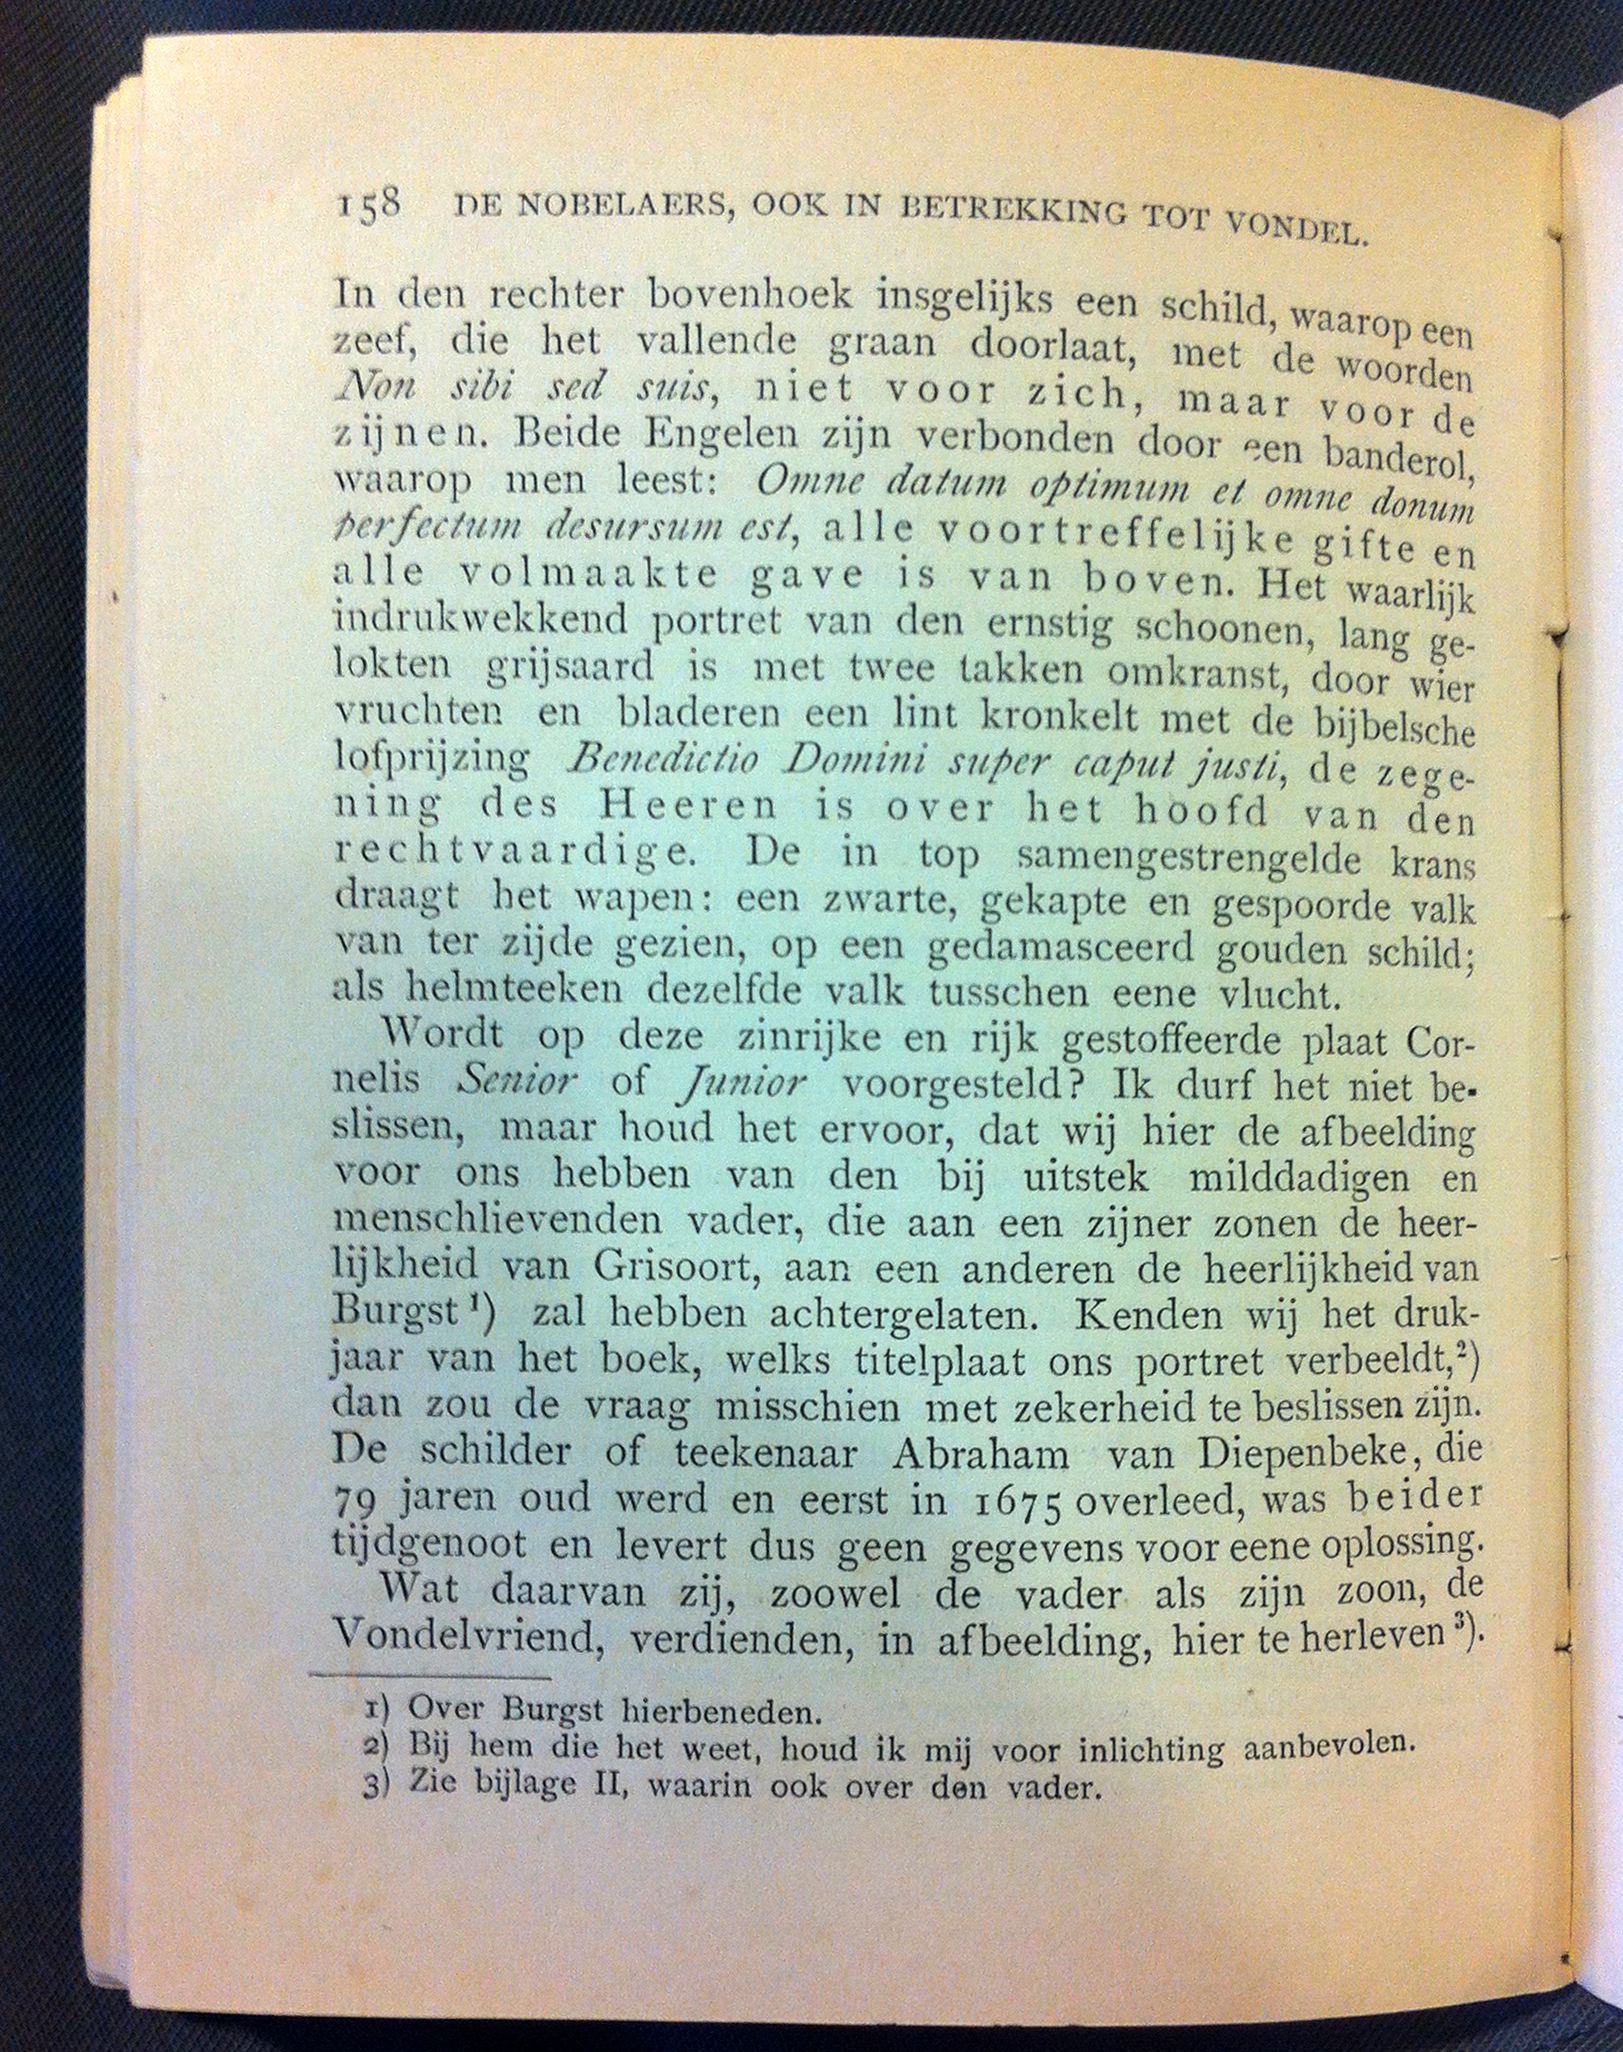 158 DE NOBELAERS, OOK IN BETREKKING TOT VONDEL.
In den rechter bovenhoek insgelijks een schild, waarop een
zeef, die het vallende graan doorlaat, met de woorden
Non sibi sed suis, niet voor zich, maar voor de
zijnen. Beide Engelen zijn verbonden door een banderol,
waarop men leest: Omne datum optimum et omne donum
perfectum desursum est, alle voortreffelijke gifte en
alle volmaakte gave is van boven. Het waarlijk
indrukwekkend portret van den ernstig schoonen, lang ge-
lokten grijsaard is met twee takken omkranst, door wier
vruchten en bladeren een lint kronkelt met de bijbelsche
lofprijzing Benedictio Domini super caput justi, de zege-
ning des Heeren is over het hoofd van den
rechtvaardige. De in top samengestrengelde krans
draagt het wapen: een zwarte, gekapte en gespoorde valk
van ter zijde gezien, op een gedamasceerd gouden schild;
als helmteeken dezelfde valk tusschen eene vlucht.
Wordt op deze zinrijke en rijk gestoffeerde plaat Cor-
nelis Senior of Junior voorgesteld? Ik durf het niet be-
slissen, maar houd het ervoor, dat wij hier de afbeelding
voor ons hebben van den bij uitstek milddadigen en
menschlievenden vader, die aan een zijner zonen de heer-
lijkheid van Grisoort, aan een anderen de heerlijkheid van
Burgst ¹) zal hebben achtergelaten. Kenden wij het druk-
jaar van het boek, welks titelplaat ons portret verbeeldt,²)
dan zou de vraag misschien met zekerheid te beslissen zijn.
De schilder of teekenaar Abraham van Diepenbeke, die
79 jaren oud werd en eerst in 1675 overleed, was beider
tijdgenoot en levert dus geen gegevens voor eene oplossing.
Wat daarvan zij, zoowel de vader als zijn zoon, de
Vondelvriend, verdienden, in afbeelding, hier te herleven ³).
1) Over Burgst hierbeneden.
2) Bij hem die het weet, houd ik mij voor inlichting aanbevolen.
3) Zie bijlage II, waarin ook over den vader.